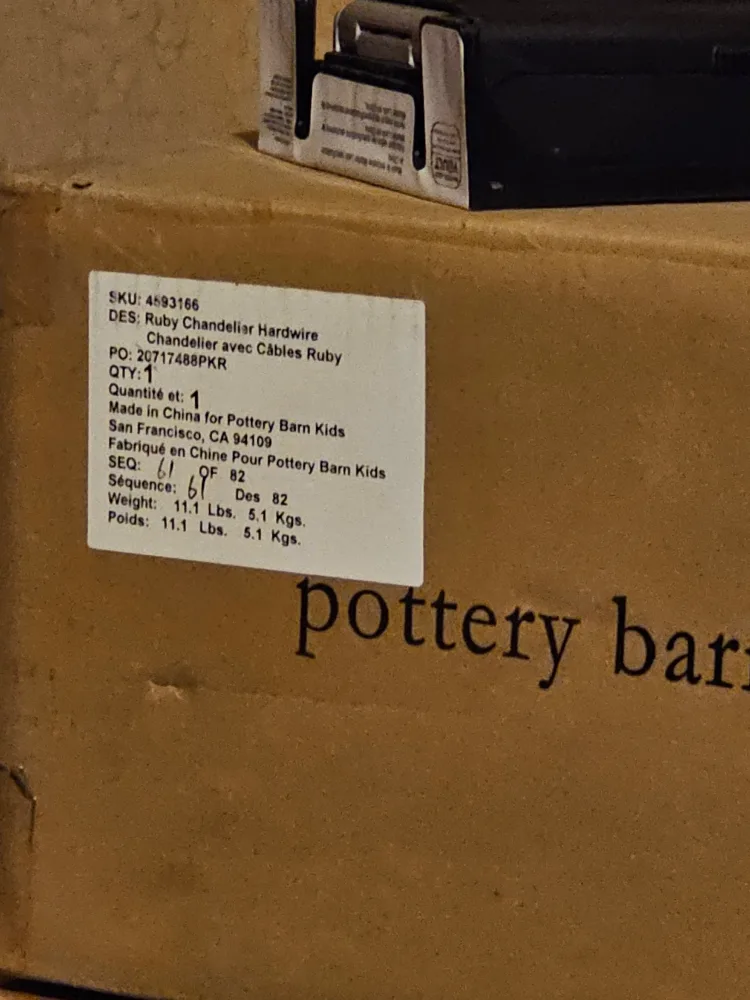 SKU: 4593166
DES: Ruby Chandelier Hardwire
Chandelier avec Câbles Ruby
PO: 20717488PKR
QTY: 1
Quantité et: 1
Made in China for Pottery Barn Kids
San Francisco, CA 94109
Fabriqué en Chine Pour Pottery Barn Kids
SEQ: 61 OF 82
Séquence: 61 Des 82
Weight: 11.1 Lbs. 5.1 Kgs.
Poids: 11.1 Lbs. 5.1 Kgs.
pottery bar